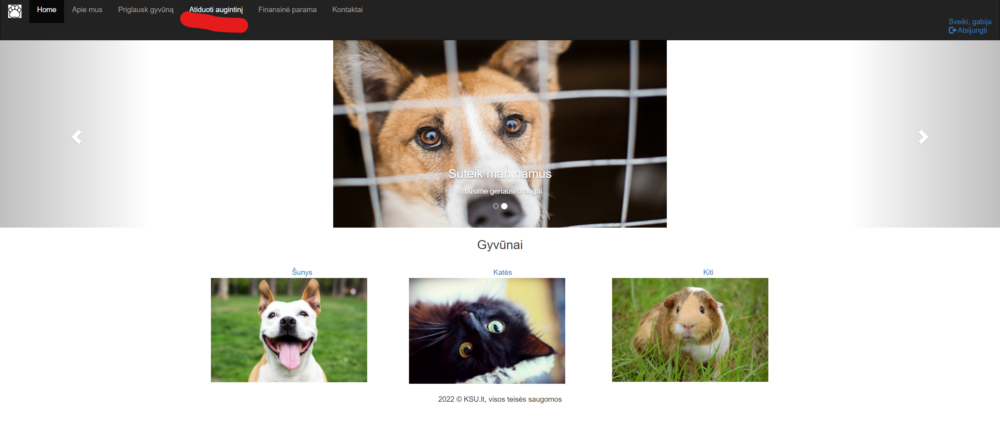 Home Apie mus Priglausk gyvūną Atiduoti augintinį Finansinė parama Kontaktai
Sveiki, gabija
Atsijungti
Suteik man namus
Ir būsime geriausi draugai
Gyvūnai
Šunys Katės Kiti
2022 © KSU.lt, visos teisės saugomos